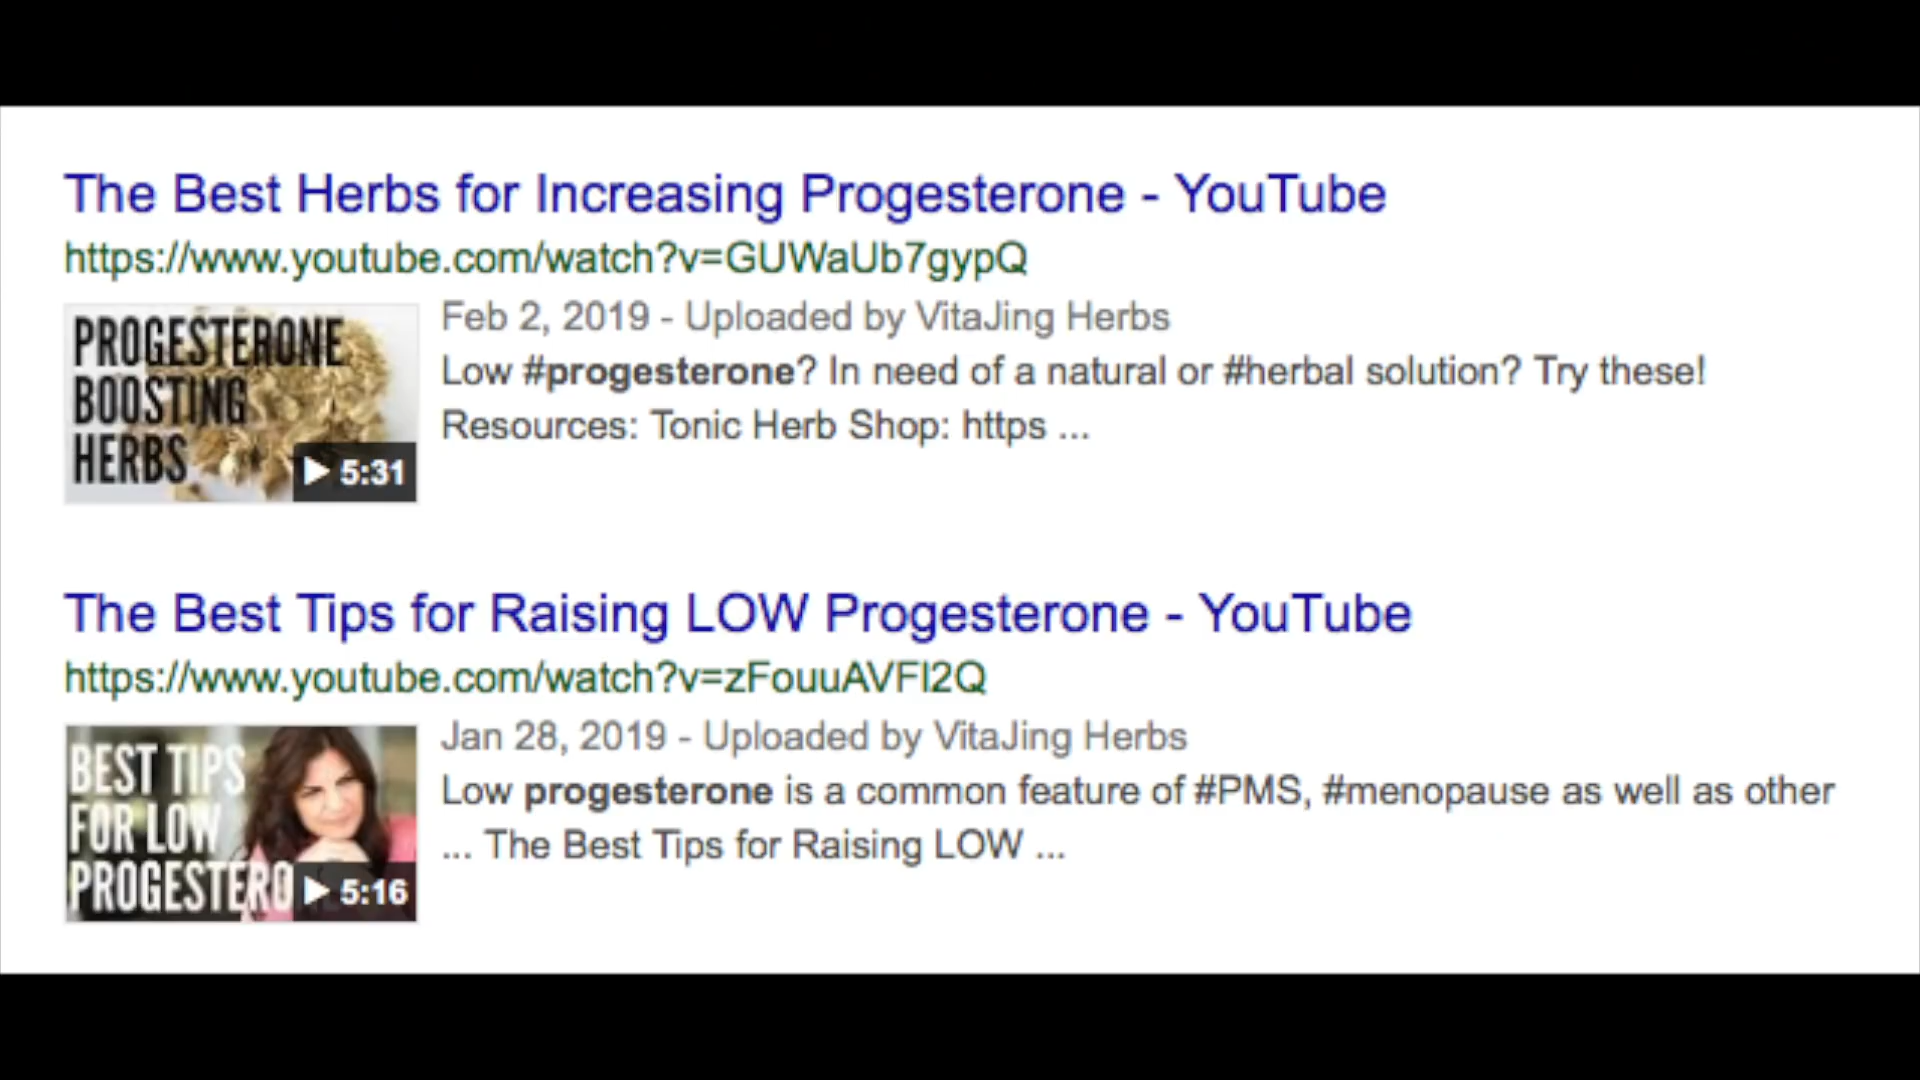 The Best Herbs for Increasing Progesterone - YouTube
https://www.youtube.com/watch?v=GUWaUb7gypQ
PROGESTERONE
BOOSTING
HERBS
5:31
Feb 2, 2019 - Uploaded by VitaJing Herbs
Low #progesterone? In need of a natural or #herbal solution? Try these!
Resources: Tonic Herb Shop: https ...
The Best Tips for Raising LOW Progesterone - YouTube
https://www.youtube.com/watch?v=zFouuAVFl2Q
BEST TIPS
FOR LOW
PROGESTERO
5:16
Jan 28, 2019 - Uploaded by VitaJing Herbs
Low progesterone is a common feature of #PMS, #menopause as well as other
... The Best Tips for Raising LOW ...